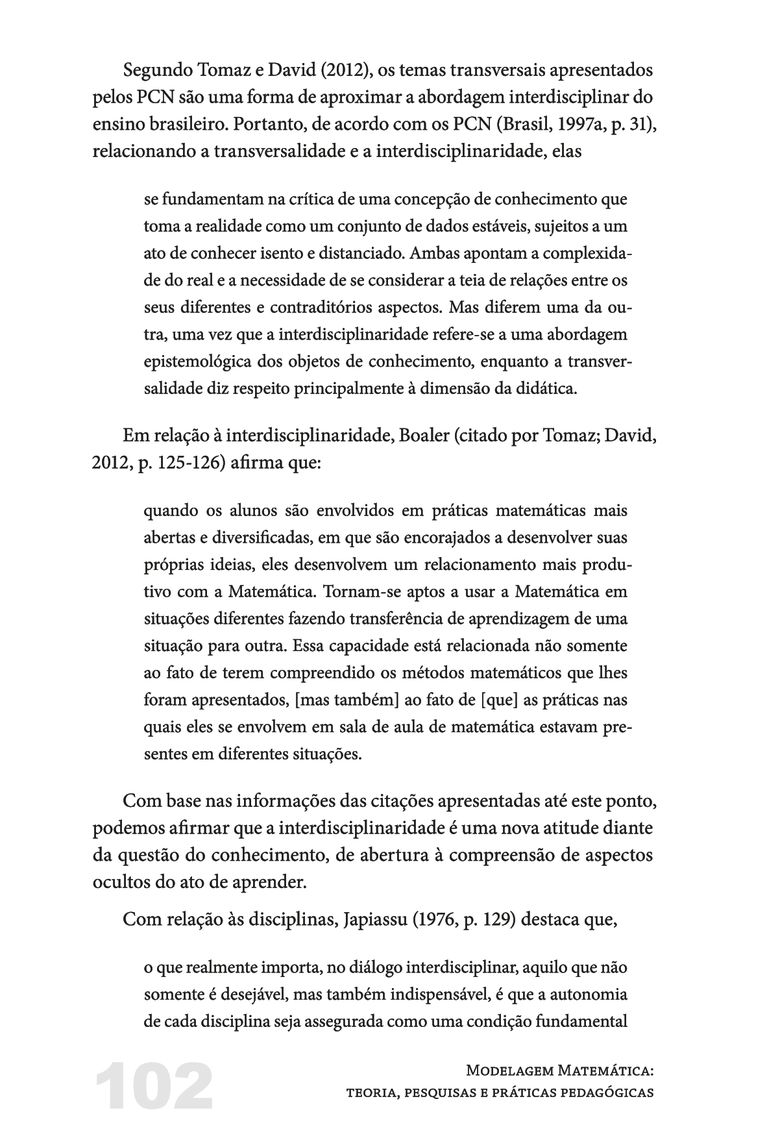 Segundo Tomaz e David (2012), os temas transversais apresentados
pelos PCN são uma forma de aproximar a abordagem interdisciplinar do
ensino brasileiro. Portanto, de acordo com os PCN (Brasil, 1997a, p. 31),
relacionando a transversalidade e a interdisciplinaridade, elas
se fundamentam na crítica de uma concepção de conhecimento que
toma a realidade como um conjunto de dados estáveis, sujeitos a um
ato de conhecer isento e distanciado. Ambas apontam a complexida-
de do real e a necessidade de se considerar a teia de relações entre os
seus diferentes e contraditórios aspectos. Mas diferem uma da ou-
tra, uma vez que a interdisciplinaridade refere-se a uma abordagem
epistemológica dos objetos de conhecimento, enquanto a transver-
salidade diz respeito principalmente à dimensão da didática.
Em relação à interdisciplinaridade, Boaler (citado por Tomaz; David,
2012, p. 125-126) afirma que:
quando os alunos são envolvidos em práticas matemáticas mais
abertas e diversificadas, em que são encorajados a desenvolver suas
próprias ideias, eles desenvolvem um relacionamento mais produ-
tivo com a Matemática. Tornam-se aptos a usar a Matemática em
situações diferentes fazendo transferência de aprendizagem de uma
situação para outra. Essa capacidade está relacionada não somente
ao fato de terem compreendido os métodos matemáticos que lhes
foram apresentados, [mas também] ao fato de [que] as práticas nas
quais eles se envolvem em sala de aula de matemática estavam pre-
sentes em diferentes situações.
Com base nas informações das citações apresentadas até este ponto,
podemos afirmar que a interdisciplinaridade é uma nova atitude diante
da questão do conhecimento, de abertura à compreensão de aspectos
ocultos do ato de aprender.
Com relação às disciplinas, Japiassu (1976, p. 129) destaca que,
o que realmente importa, no diálogo interdisciplinar, aquilo que não
somente é desejável, mas também indispensável, é que a autonomia
de cada disciplina seja assegurada como uma condição fundamental
102
Modelagem Matemática:
teoria, pesquisas e práticas pedagógicas